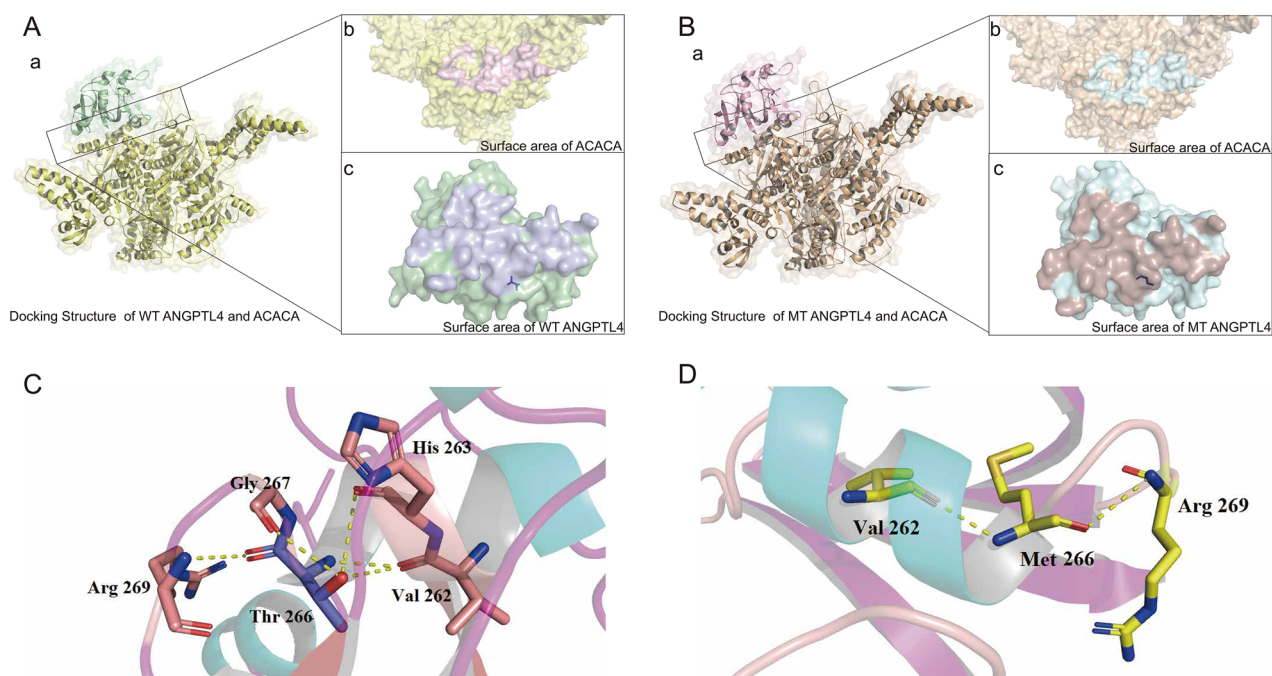 A
a
b
Surface area of ACACA
c
Surface area of WT ANGPTL4
Docking Structure of WT ANGPTL4 and ACACA
B
a
b
Surface area of ACACA
c
Surface area of MT ANGPTL4
Docking Structure of MT ANGPTL4 and ACACA
C
His 263
Gly 267
Arg 269
Thr 266
Val 262
D
Val 262
Met 266
Arg 269